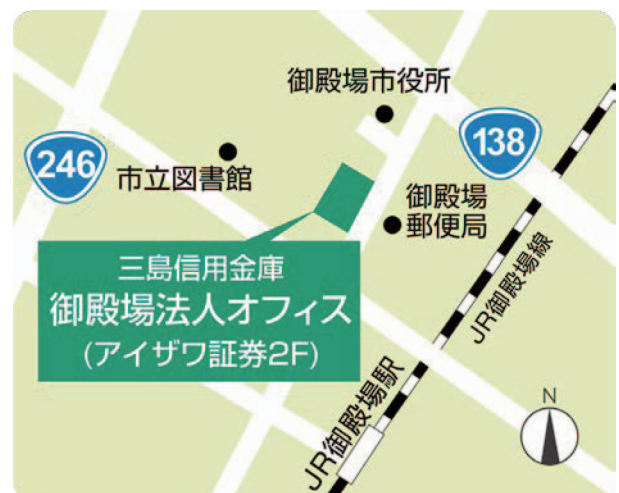 御殿場市役所
138
246
市立図書館
御殿場
郵便局
三島信用金庫
御殿場法人オフィス
(アイザワ証券2F)
JR御殿場線
JR御殿場駅
N